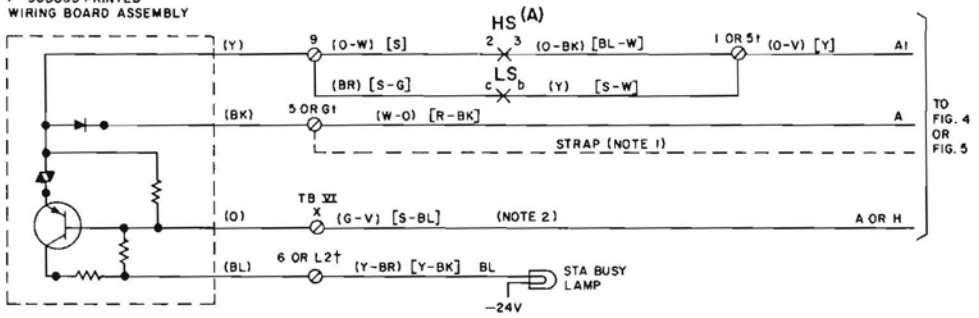 WIRING BOARD ASSEMBLY
HS (A)
(Y) 9 (O-W) [S] 2 3 (O-BK) [BL-W] 1 OR 5† (O-V) [Y] A1
LS
(BR) [S-G] c b (Y) [S-W]
(BK) 5 OR G† (W-O) [R-BK] A
STRAP (NOTE 1)
TO
FIG. 4
OR
FIG. 5
TB VI
X
(O) (G-V) [S-BL] (NOTE 2) A OR H
(BL) 6 OR L2† (Y-BR) [Y-BK] BL
STA BUSY
LAMP
—24V